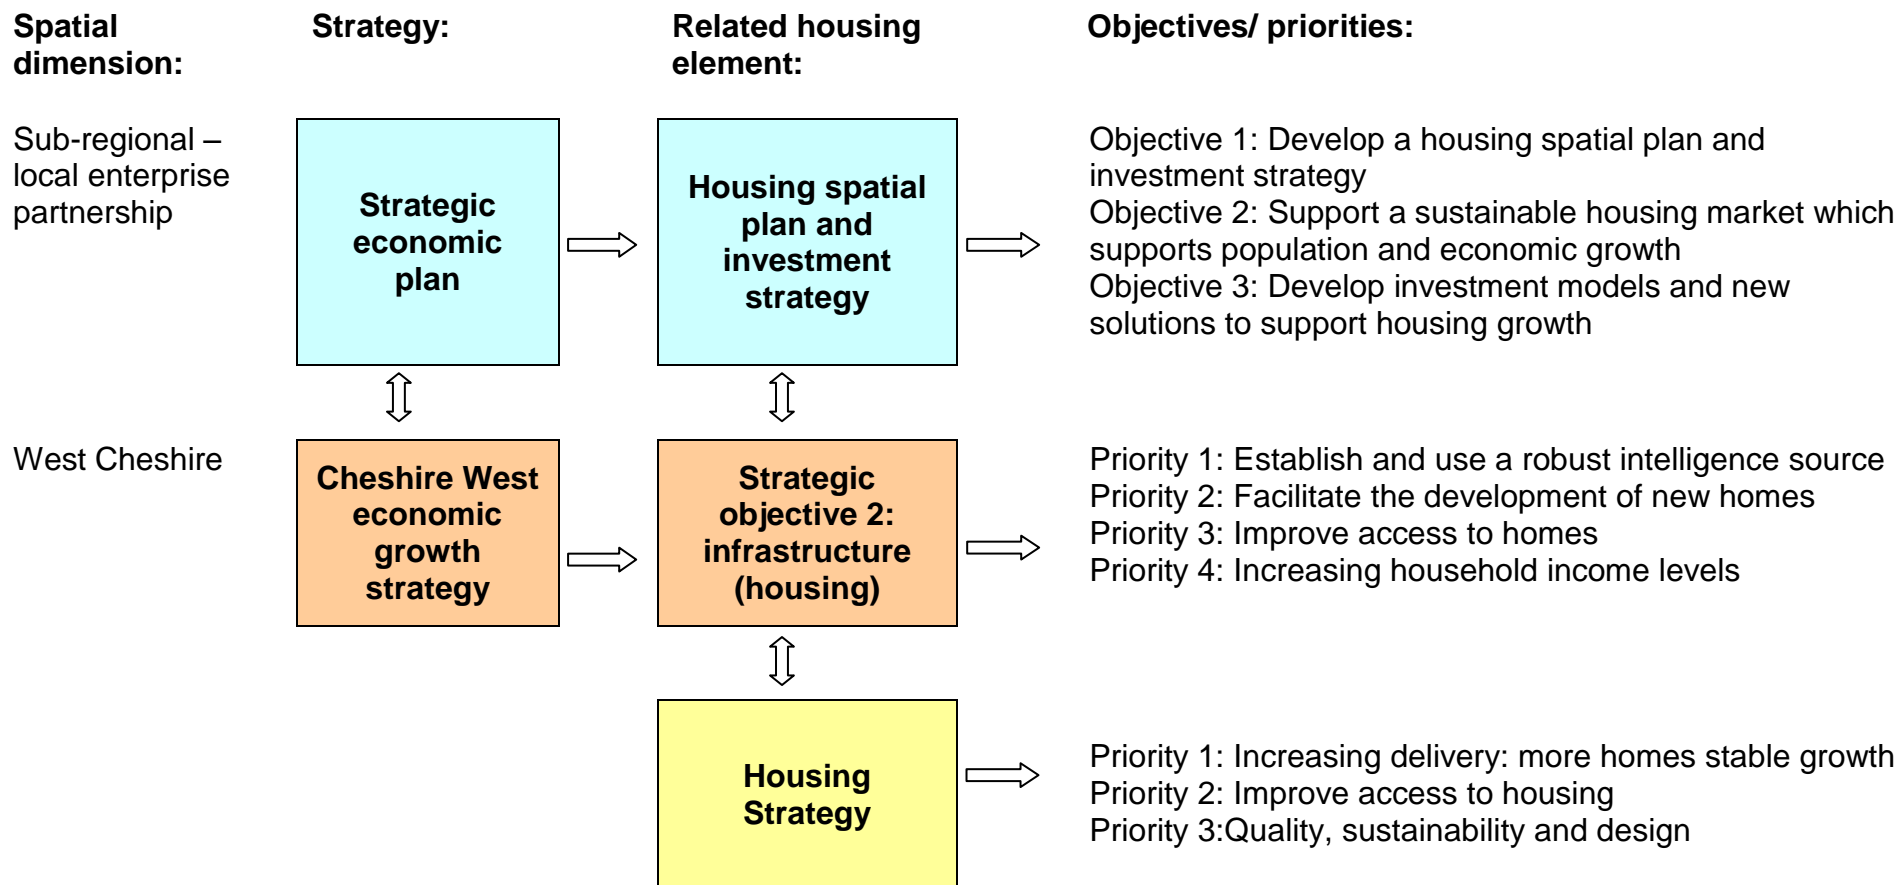 Spatial
dimension:
Strategy:
Related housing
element:
Objectives/ priorities:
Sub-regional –
local enterprise
partnership
Strategic
economic
plan
Housing spatial
plan and
investment
strategy
Objective 1: Develop a housing spatial plan and
investment strategy
Objective 2: Support a sustainable housing market which
supports population and economic growth
Objective 3: Develop investment models and new
solutions to support housing growth
West Cheshire
Cheshire West
economic
growth
strategy
Strategic
objective 2:
infrastructure
(housing)
Priority 1: Establish and use a robust intelligence source
Priority 2: Facilitate the development of new homes
Priority 3: Improve access to homes
Priority 4: Increasing household income levels
Housing
Strategy
Priority 1: Increasing delivery: more homes stable growth
Priority 2: Improve access to housing
Priority 3:Quality, sustainability and design